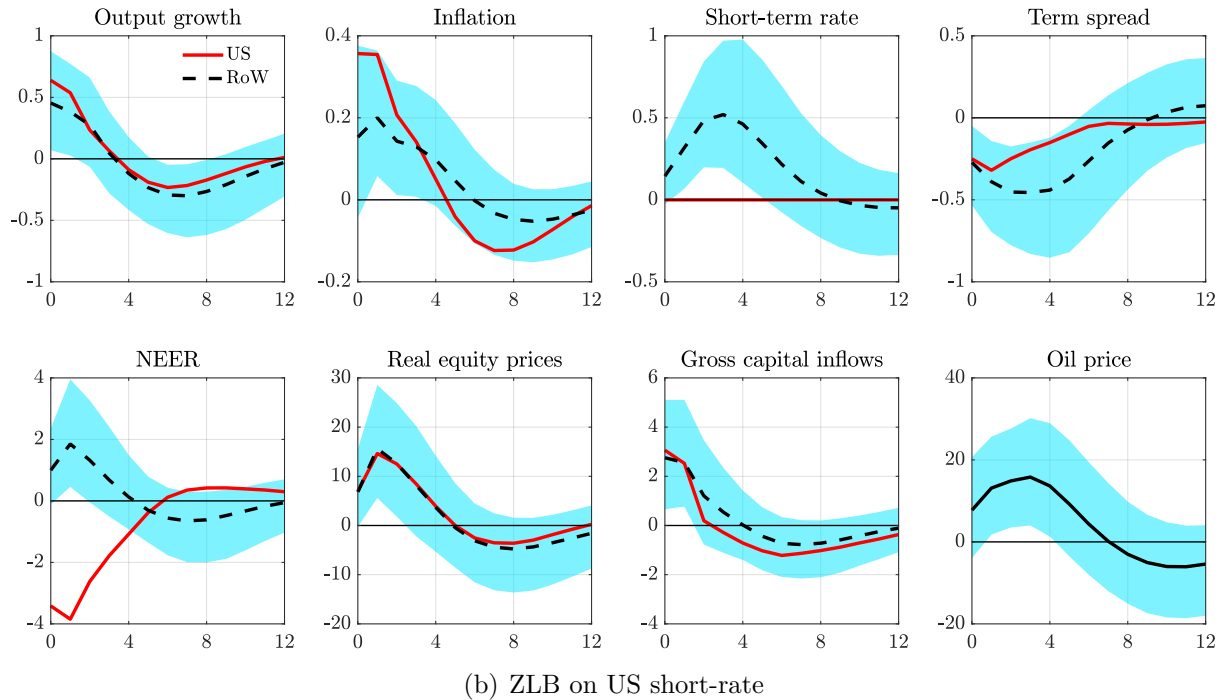 Output growth
Inflation
Short-term rate
Term spread
1
0.5
0
-0.5
-1
US
RoW
0 4 8 12
0.4
0.2
0
0.2
0 4 8 12
1
0.5
0
0.5
0 4 8 12
0.5
0
-0.5
-1
0 4 8 12
NEER
Real equity prices
Gross capital inflows
Oil price
4
2
0
-2
-4
0 4 8 12
30
20
10
0
-10
-20
0 4 8 12
6
4
2
0
-2
-4
0 4 8 12
40
20
0
-20
0 4 8 12
(b) ZLB on US short-rate